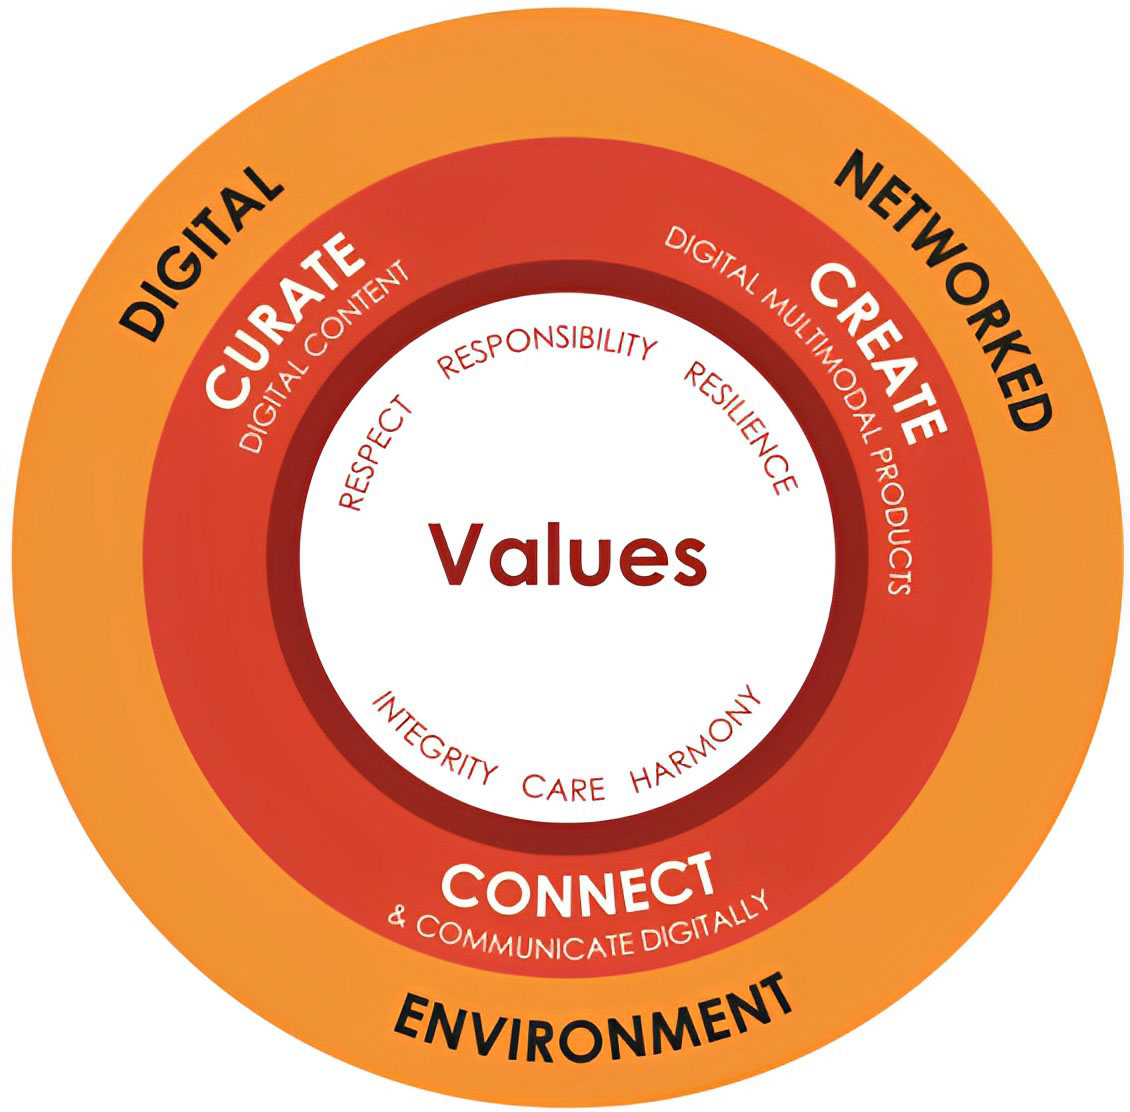 DIGITAL
NETWORKED
ENVIRONMENT
CURATE
DIGITAL CONTENT
CREATE
DIGITAL MULTIMODAL PRODUCTS
CONNECT
& COMMUNICATE DIGITALLY
RESPECT
RESPONSIBILITY
RESILIENCE
Values
INTEGRITY
CARE
HARMONY